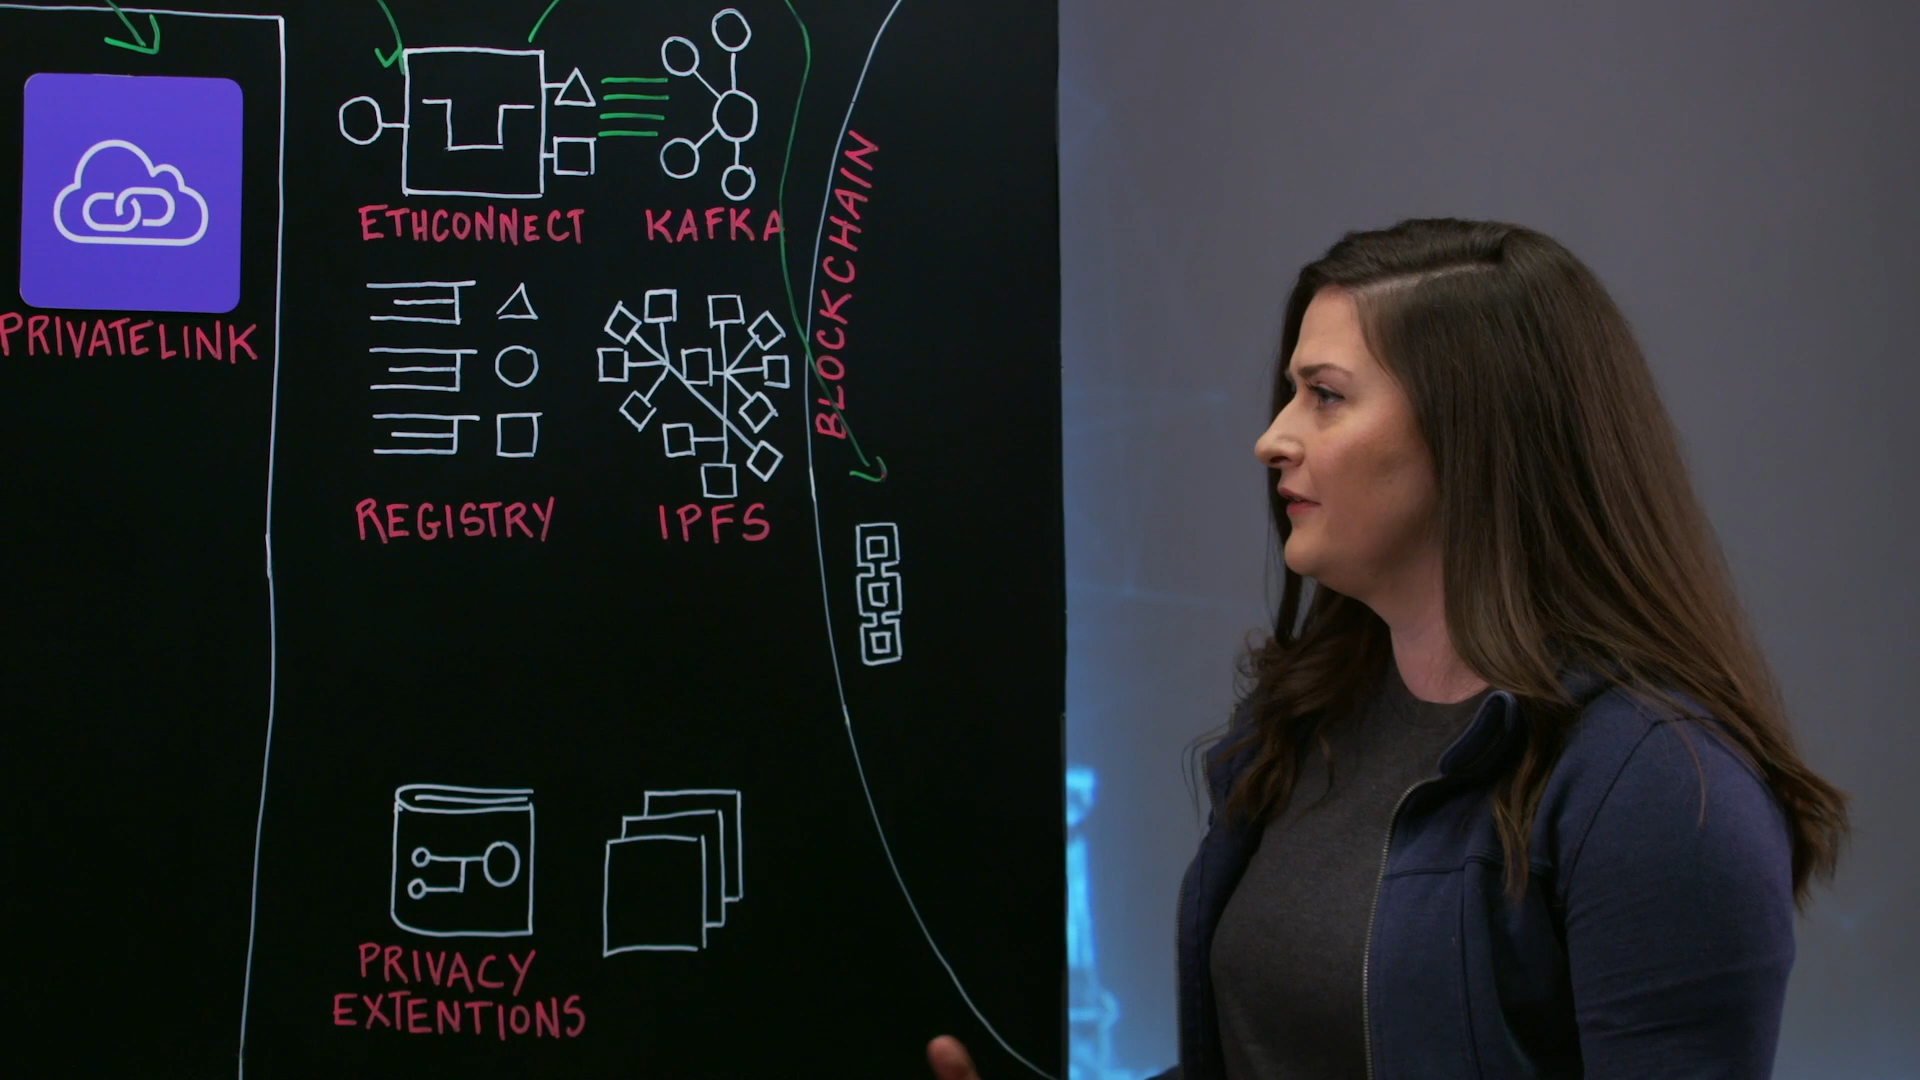 PRIVATELINK
ETHCONNECT
KAFKA
BLOCKCHAIN
REGISTRY
IPFS
PRIVACY
EXTENTIONS